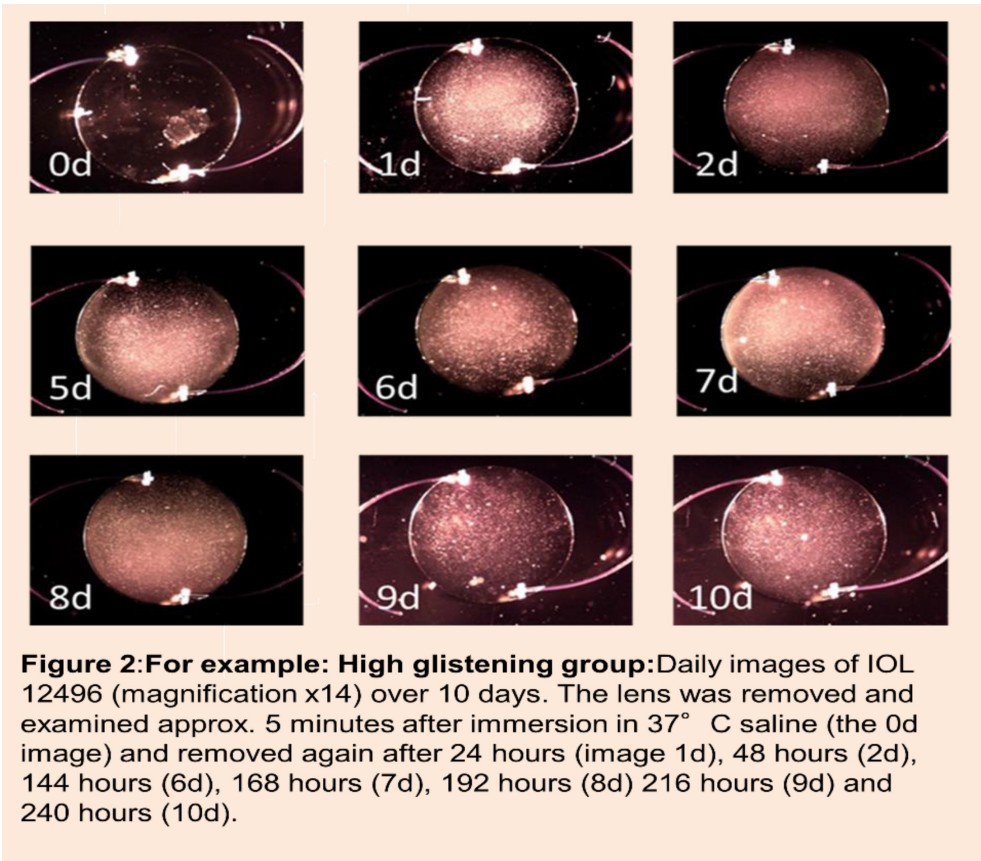 0d
1d
2d
5d
6d
7d
8d
9d
10d
Figure 2:For example: High glistening group:Daily images of IOL
12496 (magnification x14) over 10 days. The lens was removed and
examined approx. 5 minutes after immersion in 37° C saline (the 0d
image) and removed again after 24 hours (image 1d), 48 hours (2d),
144 hours (6d), 168 hours (7d), 192 hours (8d) 216 hours (9d) and
240 hours (10d).